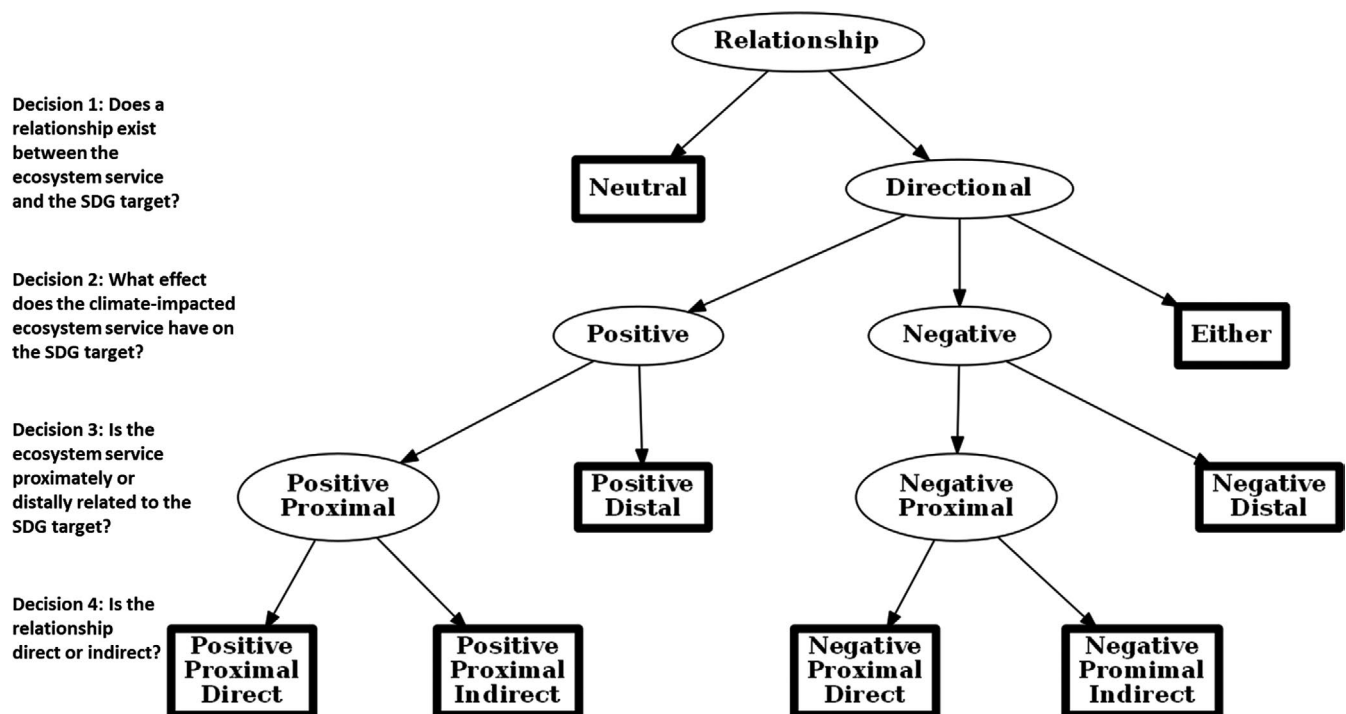 Relationship
Decision 1: Does a
relationship exist
between the
ecosystem service
and the SDG target?
Neutral
Directional
Decision 2: What effect
does the climate-impacted
ecosystem service have on
the SDG target?
Positive
Negative
Either
Decision 3: Is the
ecosystem service
proximately or
distally related to the
SDG target?
Positive
Proximal
Positive
Distal
Negative
Proximal
Negative
Distal
Decision 4: Is the
relationship
direct or indirect?
Positive
Proximal
Direct
Positive
Proximal
Indirect
Negative
Proximal
Direct
Negative
Promimal
Indirect